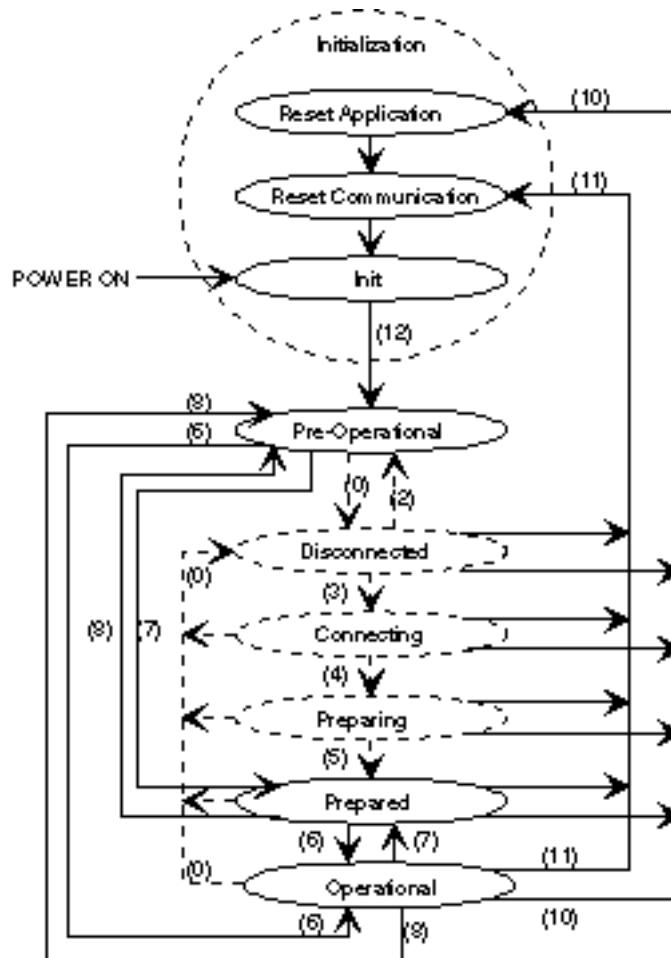 Initialization
Reset Application
(10)
Reset Communication
(11)
POWER ON
Init
(12)
(8)
(6)
Pre-Operational
(0)
(2)
Disconnected
(0)
(3)
Connecting
(8)
(7)
(4)
Preparing
(5)
Prepared
(6)
(7)
(11)
(0)
Operational
(10)
(6)
(8)